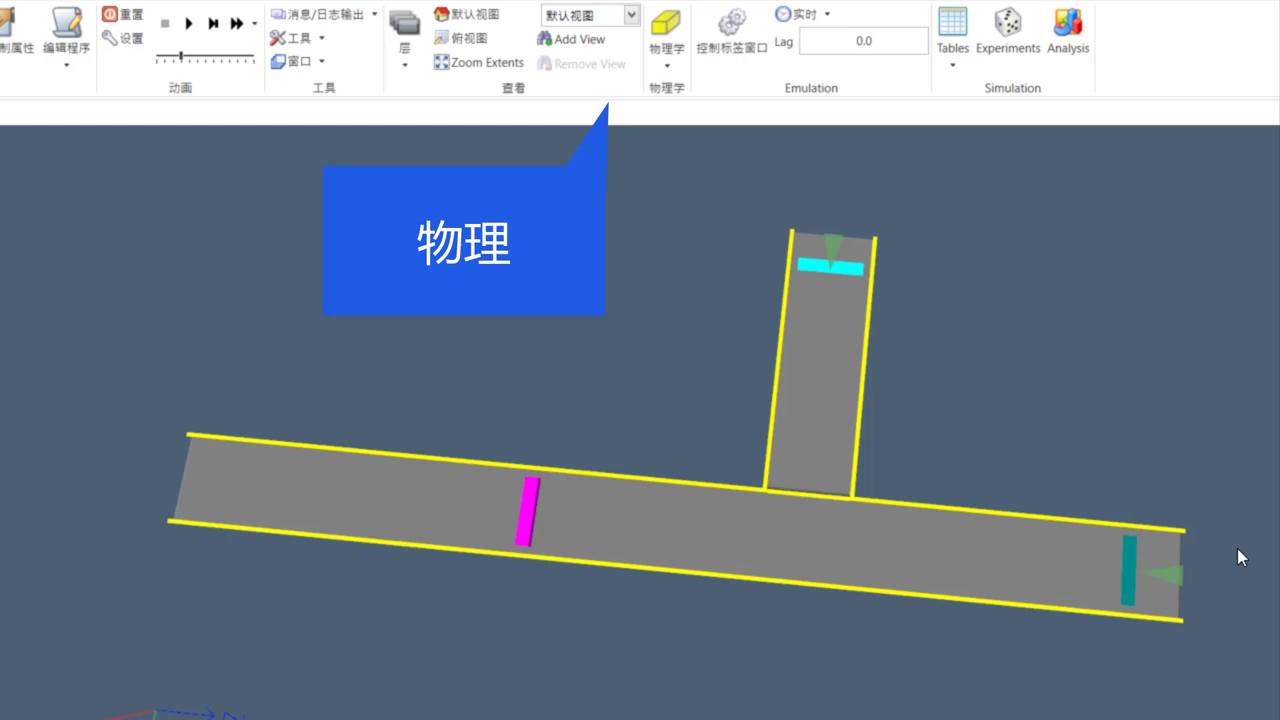 制属性
编辑程序
重置
设置
动画
消息/日志输出
工具
窗口
工具
层
默认视图
俯视图
Zoom Extents
默认视图
Add View
Remove View
查看
物理学
物理学
控制标签窗口
实时
Lag
0.0
Emulation
Tables
Experiments
Analysis
Simulation
物理